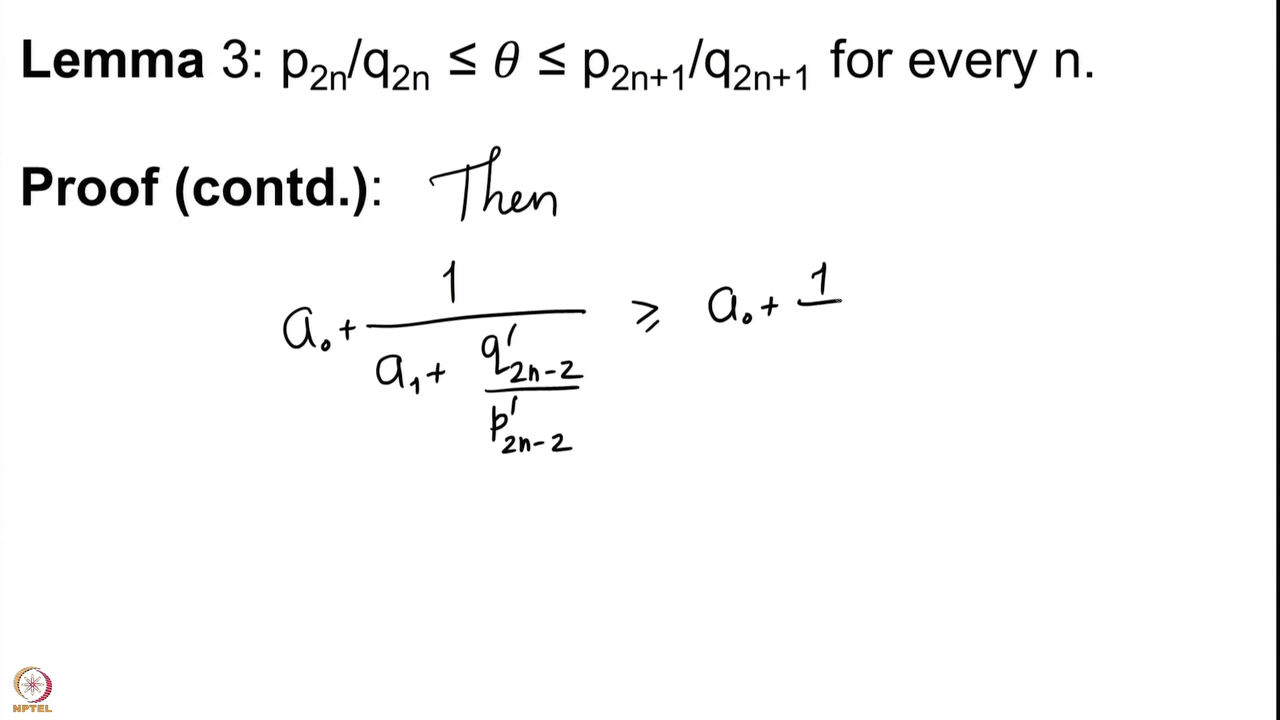 Lemma 3: p₂ₙ/q₂ₙ ≤ θ ≤ p₂ₙ₊₁/q₂ₙ₊₁ for every n.
Proof (contd.): Then
a₀ + 1/(a₁ + q′₂ₙ₋₂/p′₂ₙ₋₂) ≥ a₀ + 1/
NPTEL